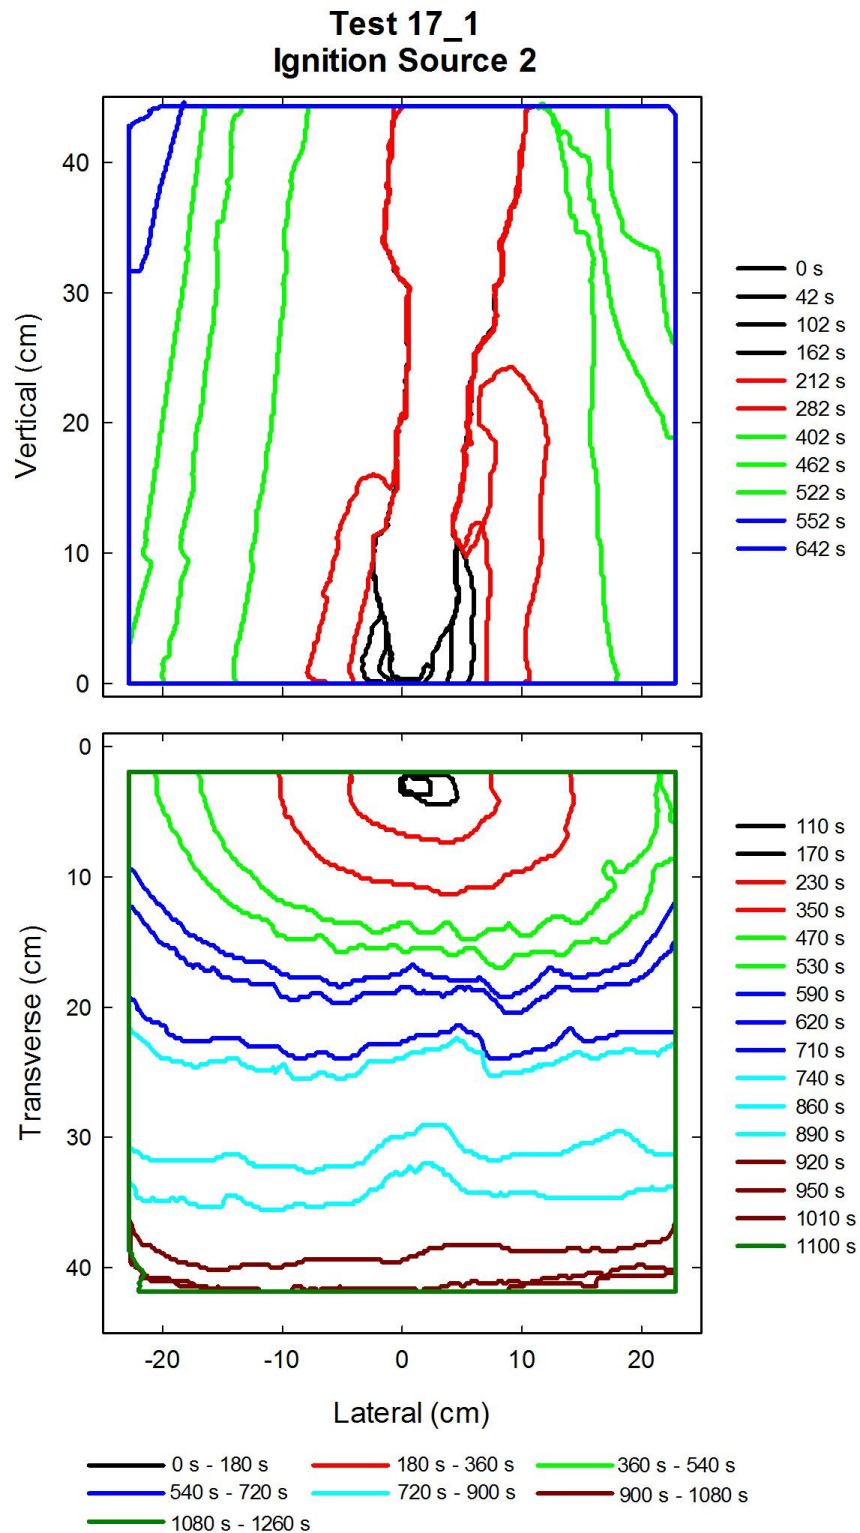 Test 17_1
Ignition Source 2
40
30
20
10
0
Vertical (cm)
0 s
42 s
102 s
162 s
212 s
282 s
402 s
462 s
522 s
552 s
642 s
0
10
20
30
40
Transverse (cm)
110 s
170 s
230 s
350 s
470 s
530 s
590 s
620 s
710 s
740 s
860 s
890 s
920 s
950 s
1010 s
1100 s
-20 -10 0 10 20
Lateral (cm)
0 s - 180 s 180 s - 360 s 360 s - 540 s
540 s - 720 s 720 s - 900 s 900 s - 1080 s
1080 s - 1260 s